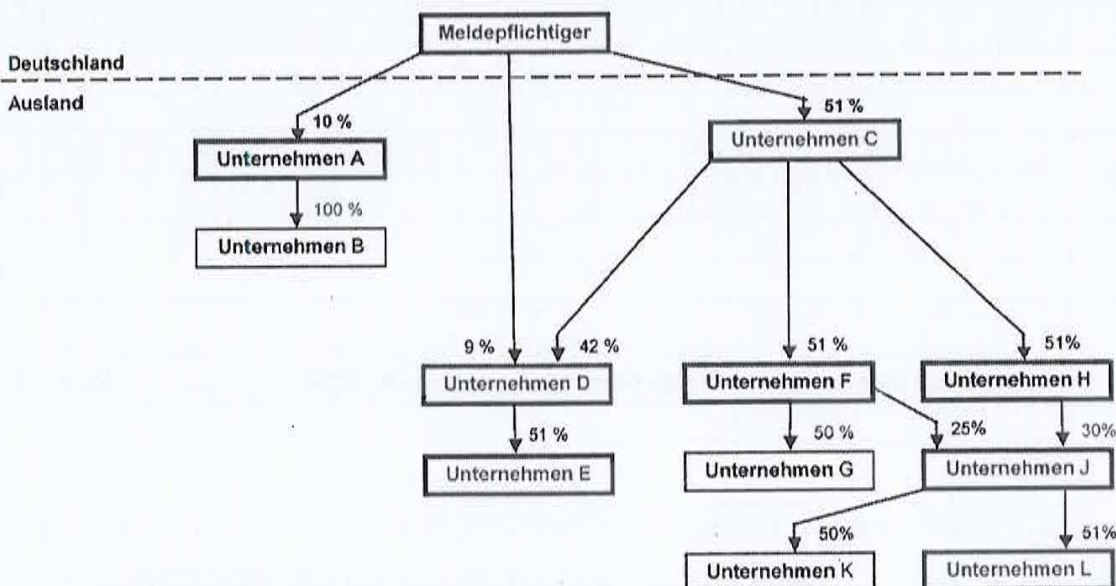 Meldepflichtiger
Deutschland
Ausland
10 %
51 %
Unternehmen A
Unternehmen C
100 %
Unternehmen B
9 %
42 %
51 %
51%
Unternehmen D
Unternehmen F
Unternehmen H
51 %
50 %
25%
30%
Unternehmen E
Unternehmen G
Unternehmen J
50%
51%
Unternehmen K
Unternehmen L